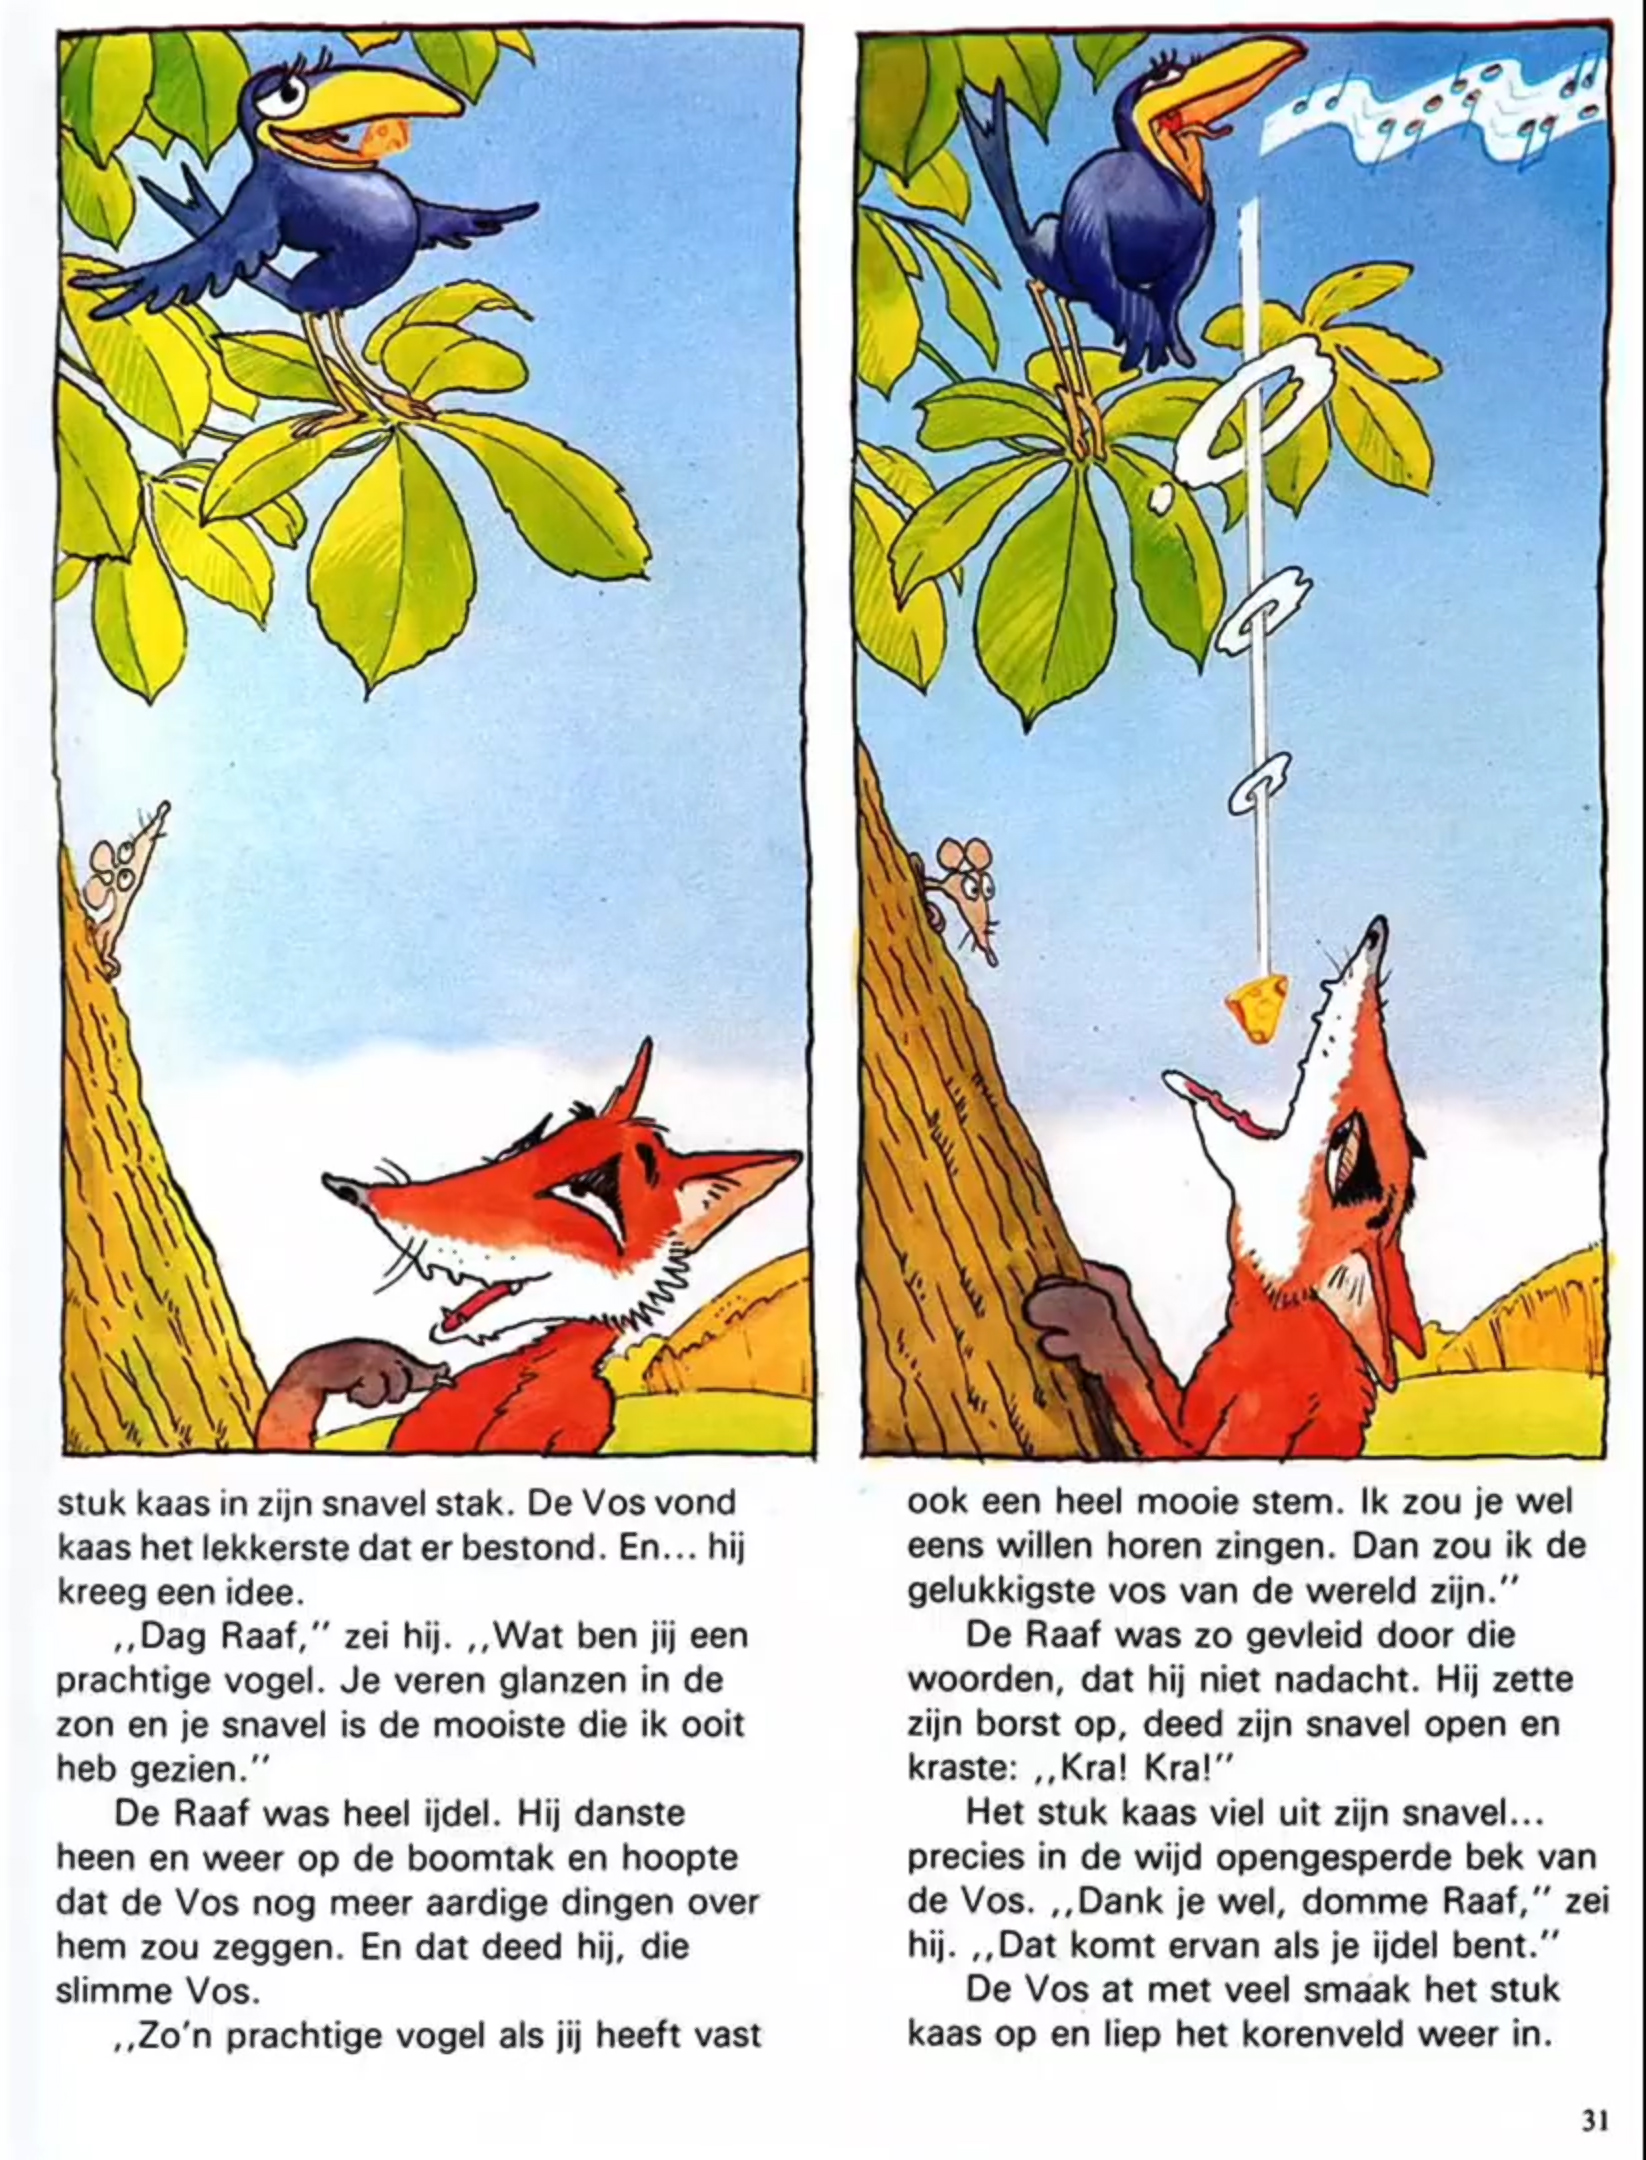 stuk kaas in zijn snavel stak. De Vos vond
kaas het lekkerste dat er bestond. En... hij
kreeg een idee.
,,Dag Raaf,'' zei hij. ,,Wat ben jij een
prachtige vogel. Je veren glanzen in de
zon en je snavel is de mooiste die ik ooit
heb gezien.''
De Raaf was heel ijdel. Hij danste
heen en weer op de boomtak en hoopte
dat de Vos nog meer aardige dingen over
hem zou zeggen. En dat deed hij, die
slimme Vos.
,,Zo'n prachtige vogel als jij heeft vast
ook een heel mooie stem. Ik zou je wel
eens willen horen zingen. Dan zou ik de
gelukkigste vos van de wereld zijn.''
De Raaf was zo gevleid door die
woorden, dat hij niet nadacht. Hij zette
zijn borst op, deed zijn snavel open en
kraste: ,,Kra! Kra!''
Het stuk kaas viel uit zijn snavel...
precies in de wijd opengesperde bek van
de Vos. ,,Dank je wel, domme Raaf,'' zei
hij. ,,Dat komt ervan als je ijdel bent.''
De Vos at met veel smaak het stuk
kaas op en liep het korenveld weer in.
31